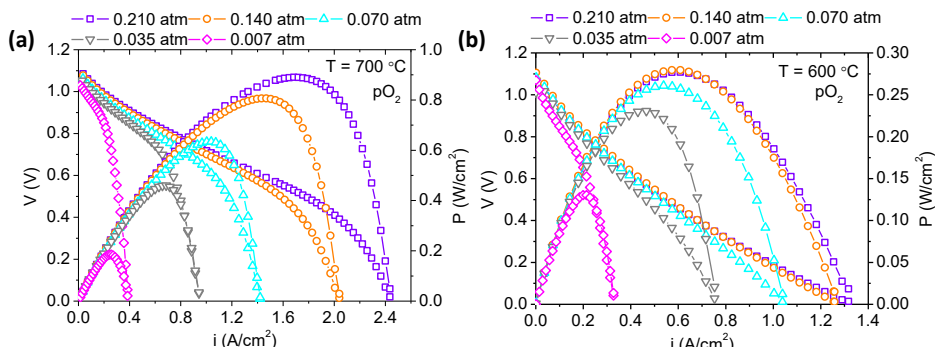 0.210 atm 0.140 atm 0.070 atm
0.035 atm 0.007 atm
(a)
T = 700 °C
pO2
V (V)
1.2
1.0
0.8
0.6
0.4
0.2
0.0
0.0 0.4 0.8 1.2 1.6 2.0 2.4
i (A/cm²)
1.0
0.8
0.6
0.4
0.2
0.0
P (W/cm²)
0.210 atm 0.140 atm 0.070 atm
0.035 atm 0.007 atm
(b)
T = 600 °C
pO2
V (V)
1.2
1.0
0.8
0.6
0.4
0.2
0.0
0.0 0.2 0.4 0.6 0.8 1.0 1.2 1.4
i (A/cm²)
0.30
0.25
0.20
0.15
0.10
0.05
0.00
P (W/cm²)